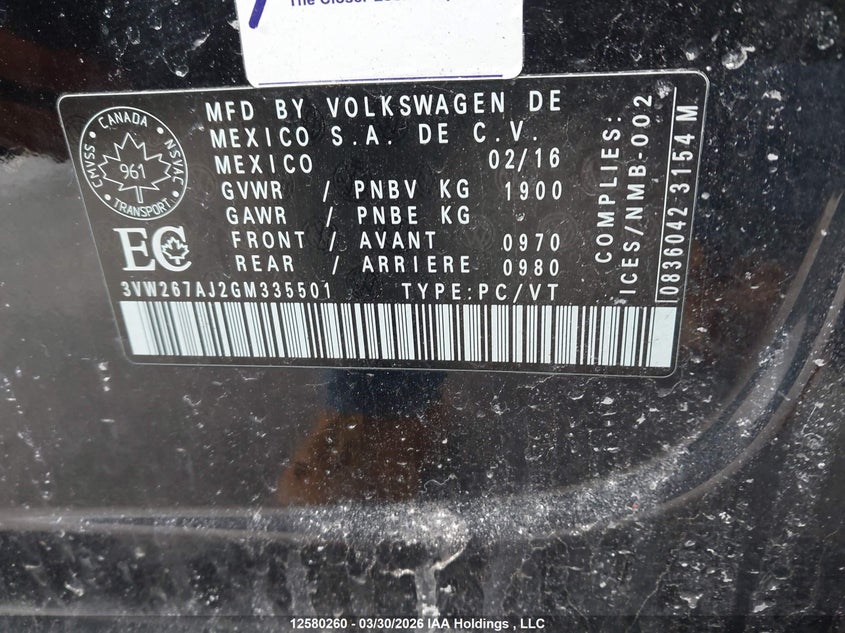 The Closer
CMVSS CANADA NSVAC
961
TRANSPORT
MFD BY VOLKSWAGEN DE
MEXICO S.A. DE C.V.
MEXICO 02/16
GVWR / PNBV KG 1900
GAWR / PNBE KG
FRONT / AVANT 0970
REAR / ARRIERE 0980
EC
3VW267AJ2GM335501 TYPE:PC/VT
COMPLIES:
ICES/NMB-002
0836042 3154 M
12580260 - 03/30/2026 IAA Holdings , LLC